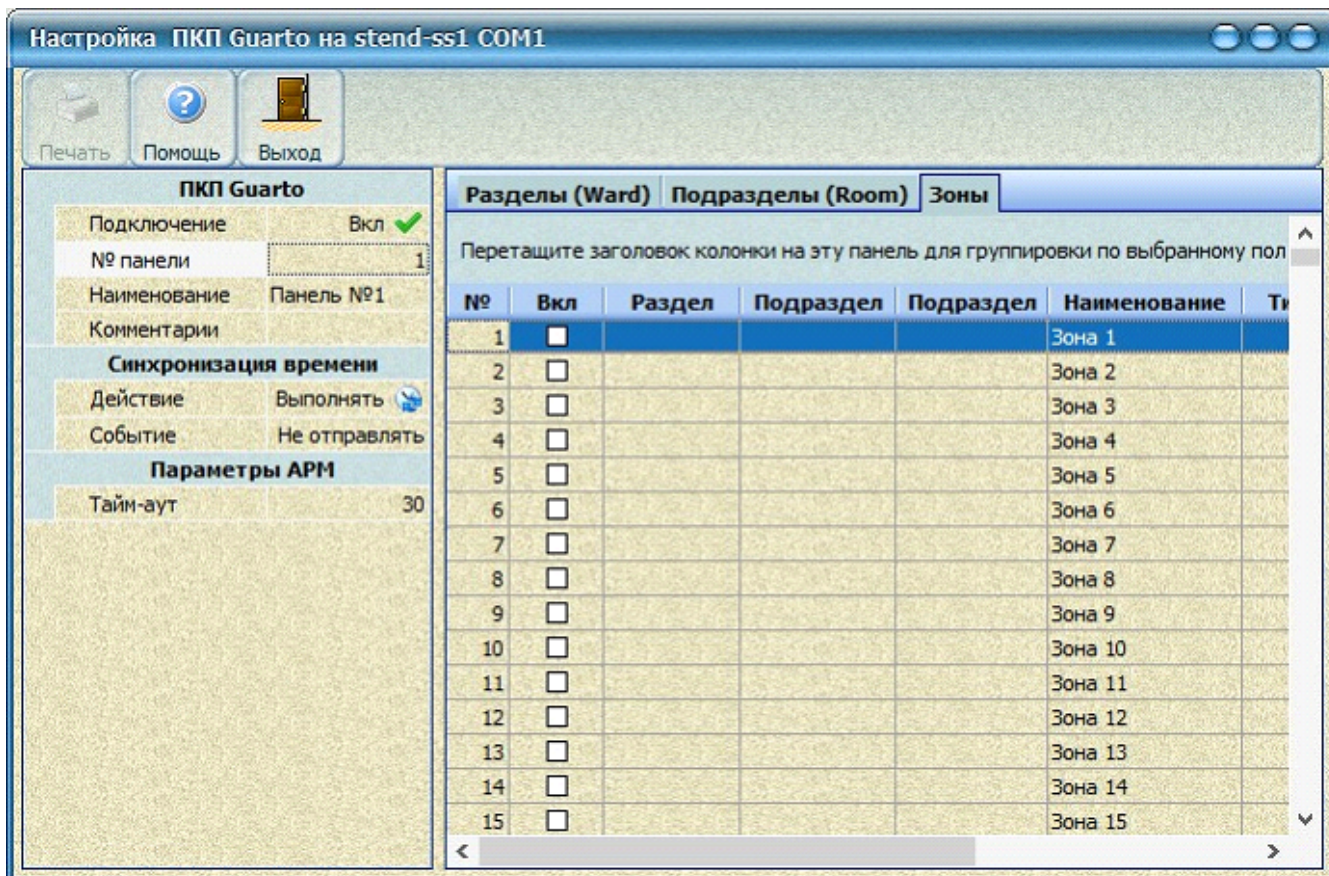 Настройка ПКП Guarto на stend-ss1 COM1
Печать Помощь Выход
ПКП Guarto
Подключение Вкл
№ панели 1
Наименование Панель №1
Комментарии
Синхронизация времени
Действие Выполнять
Событие Не отправлять
Параметры АРМ
Тайм-аут 30
Разделы (Ward) Подразделы (Room) Зоны
Перетащите заголовок колонки на эту панель для группировки по выбранному пол
№ Вкл Раздел Подраздел Подраздел Наименование Ти
1 Зона 1
2 Зона 2
3 Зона 3
4 Зона 4
5 Зона 5
6 Зона 6
7 Зона 7
8 Зона 8
9 Зона 9
10 Зона 10
11 Зона 11
12 Зона 12
13 Зона 13
14 Зона 14
15 Зона 15